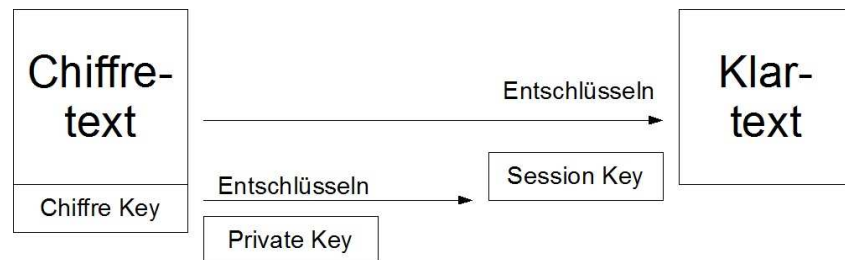 Chiffre-
text
Chiffre Key
Entschlüsseln
Entschlüsseln
Private Key
Session Key
Klar-
text